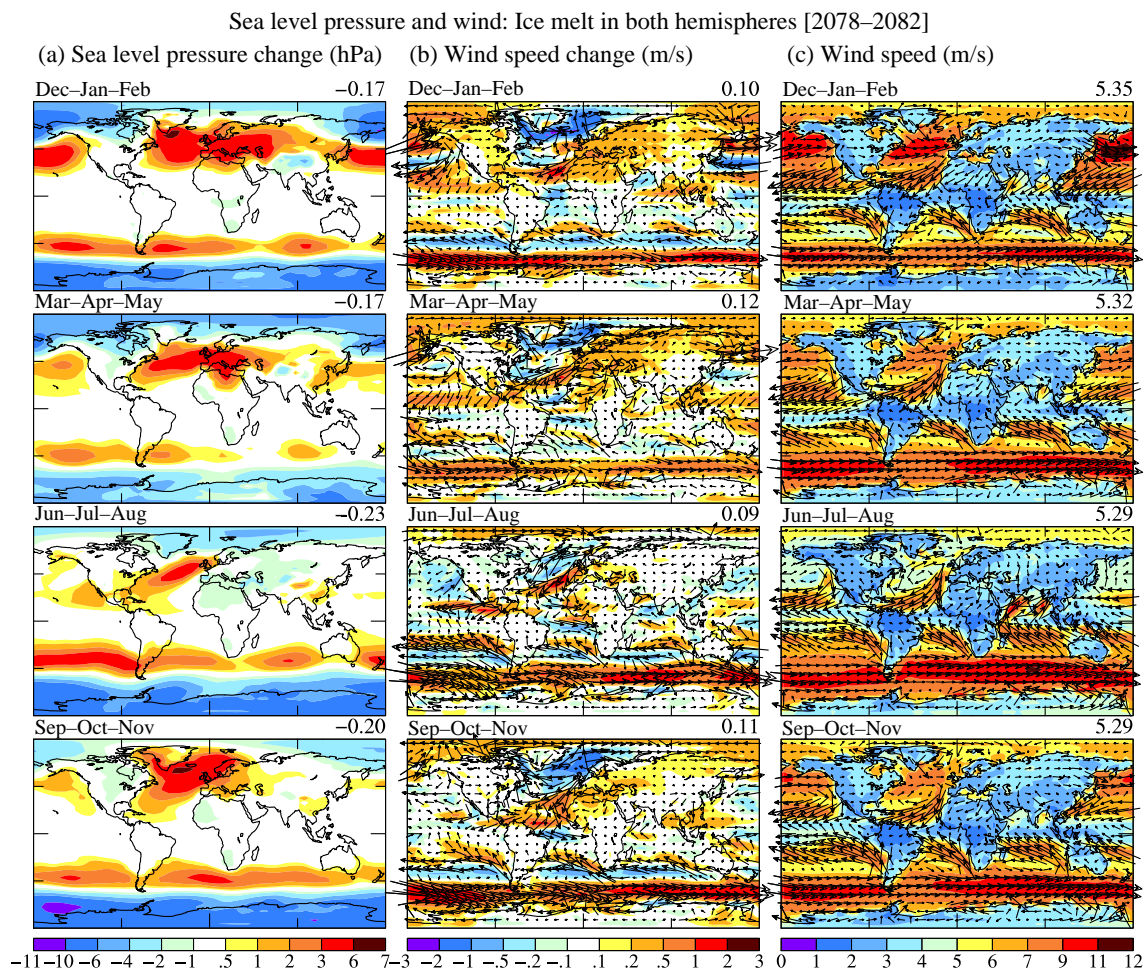 Sea level pressure and wind: Ice melt in both hemispheres [2078–2082]
(a) Sea level pressure change (hPa) (b) Wind speed change (m/s) (c) Wind speed (m/s)
Dec–Jan–Feb −0.17 Dec–Jan–Feb 0.10 Dec–Jan–Feb 5.35
Mar–Apr–May −0.17 Mar–Apr–May 0.12 Mar–Apr–May 5.32
Jun–Jul–Aug −0.23 Jun–Jul–Aug 0.09 Jun–Jul–Aug 5.29
Sep–Oct–Nov −0.20 Sep–Oct–Nov 0.11 Sep–Oct–Nov 5.29
−11 −10 −6 −4 −2 −1 .5 1 2 3 6 7 −3 −2 −1 −.5 −.2 −.1 .1 .2 .5 1 2 3 0 1 2 3 4 5 6 7 9 11 12